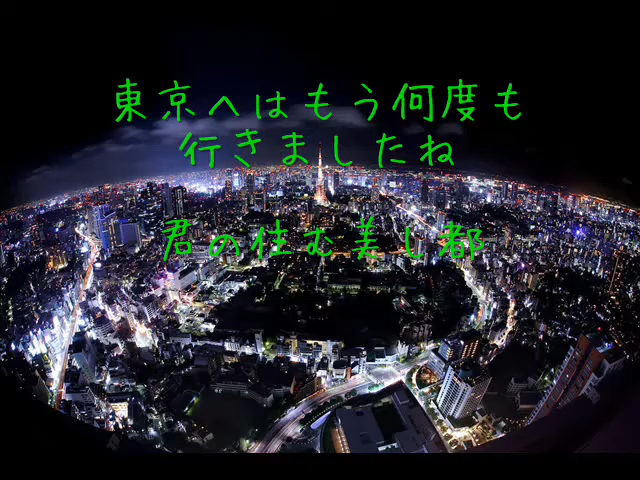 東京へはもう何度も
行きましたね
君の住む美し都